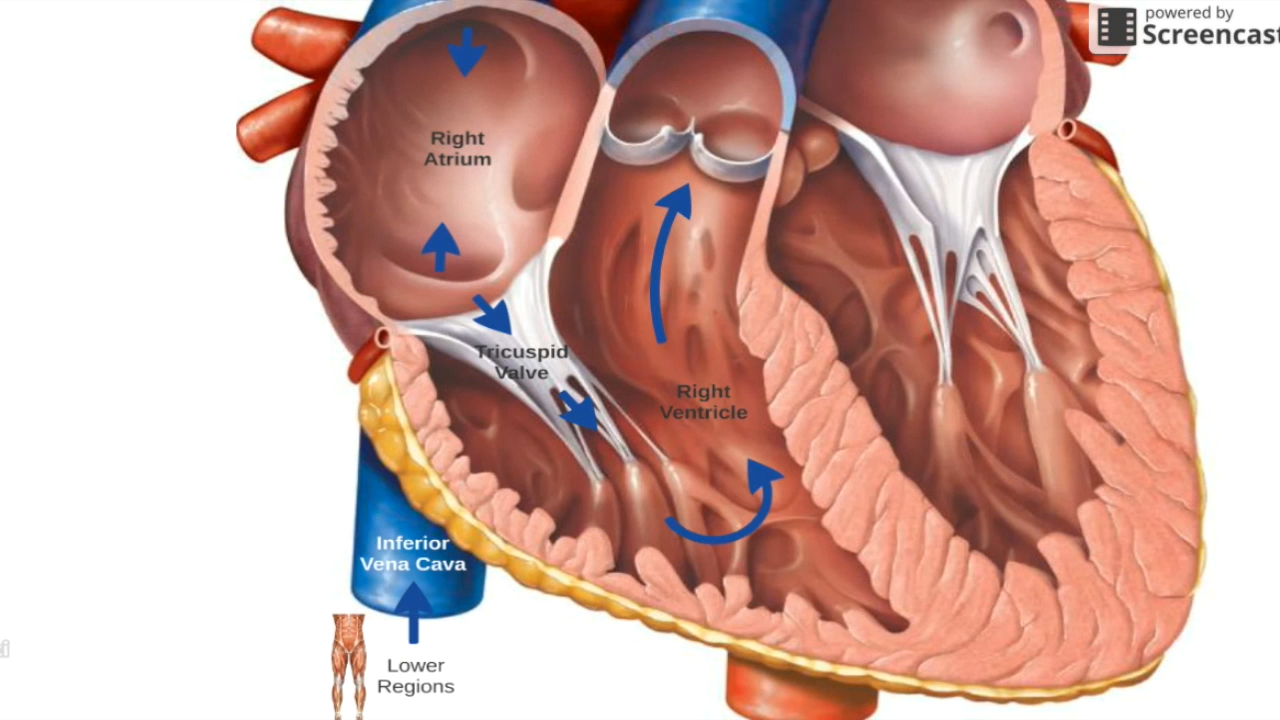 powered by
Screencast
Right
Atrium
Tricuspid
Valve
Right
Ventricle
Inferior
Vena Cava
Lower
Regions